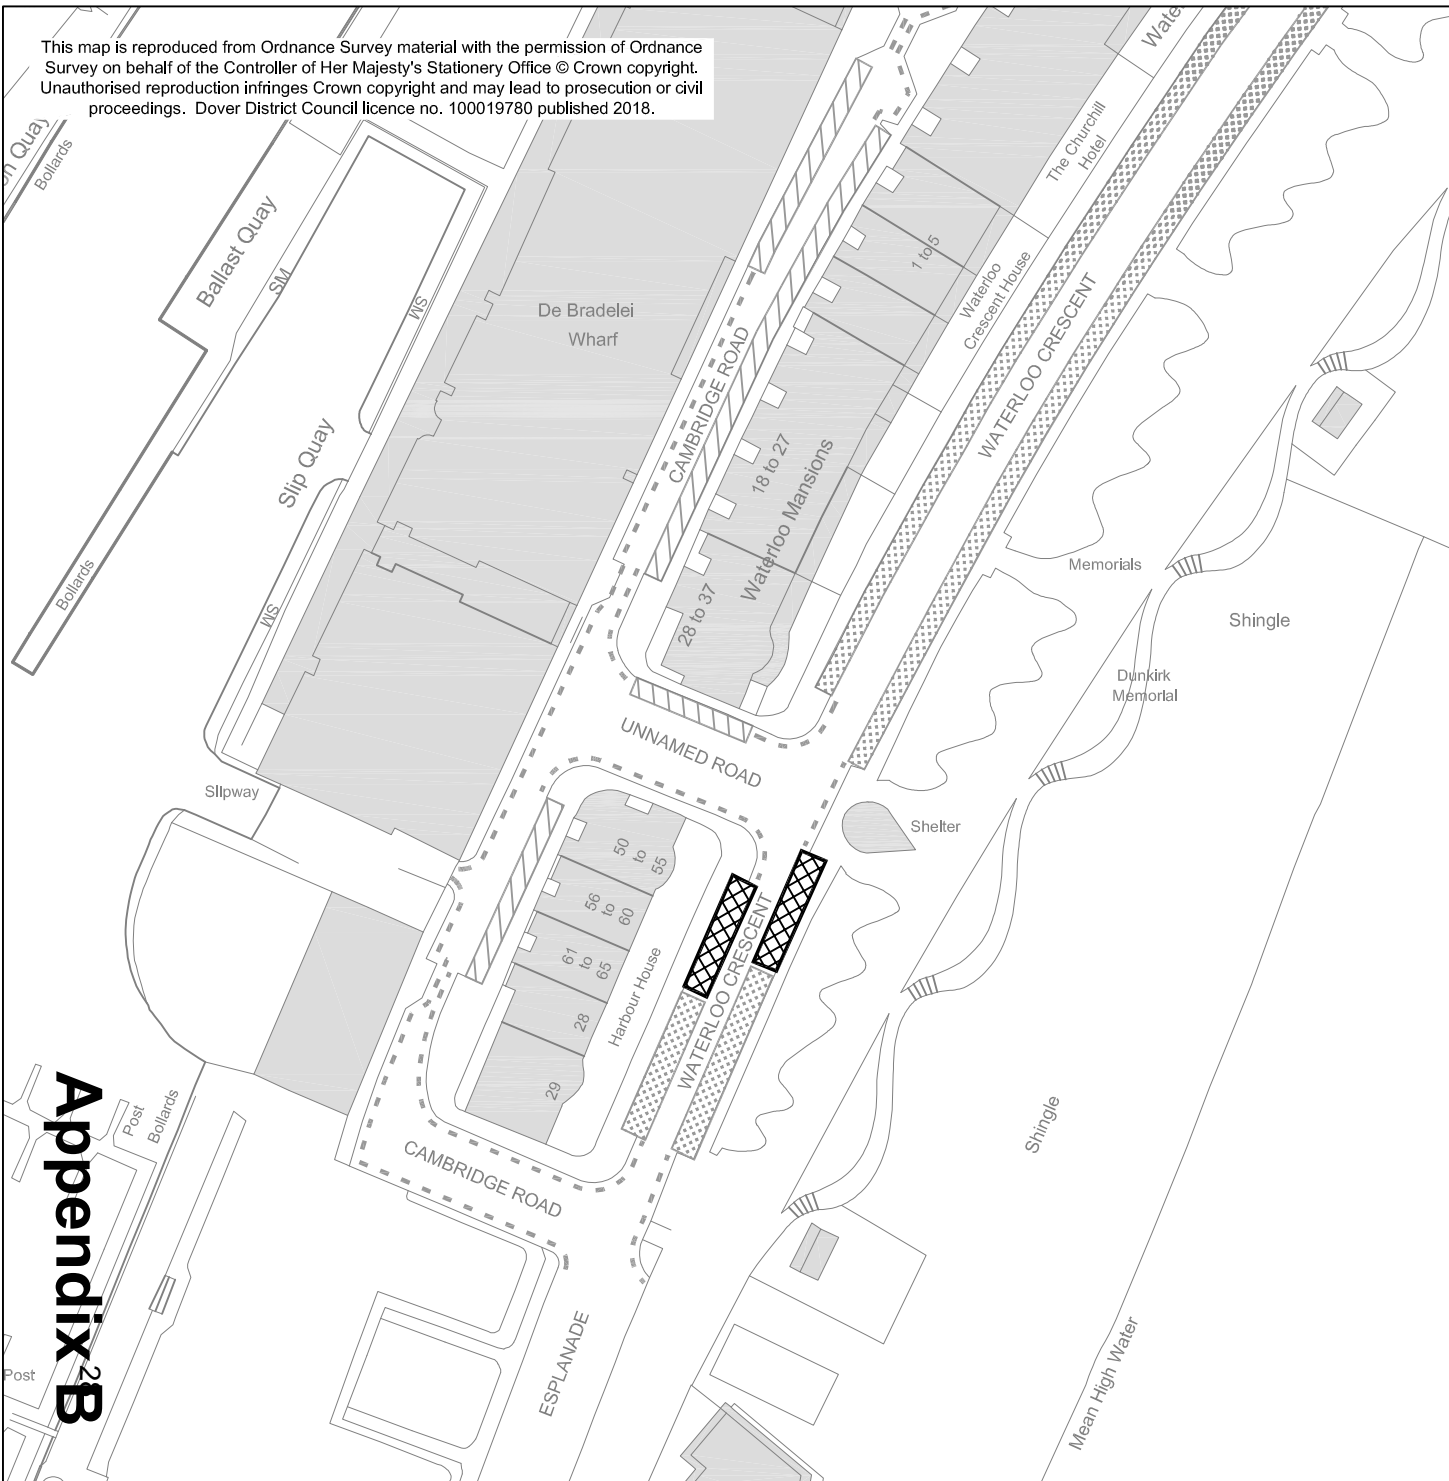 This map is reproduced from Ordnance Survey material with the permission of Ordnance
Survey on behalf of the Controller of Her Majesty's Stationery Office © Crown copyright.
Unauthorised reproduction infringes Crown copyright and may lead to prosecution or civil
proceedings. Dover District Council licence no. 100019780 published 2018.
Quay
Bollards
Ballast Quay
SM
SM
De Bradelei
Wharf
Slip Quay
SM
Bollards
CAMBRIDGE ROAD
The Churchill
Hotel
1 to 5
Waterloo
Crescent House
WATERLOO CRESCENT
18 to 27
Waterloo Mansions
28 to 37
Memorials
Shingle
Dunkirk
Memorial
UNNAMED ROAD
Slipway
Shelter
50
to
55
56
to
60
61
to
65
28
29
Harbour House
WATERLOO CRESCENT
CAMBRIDGE ROAD
Shingle
Post
Bollards
Appendix B
Post
ESPLANADE
Mean High Water